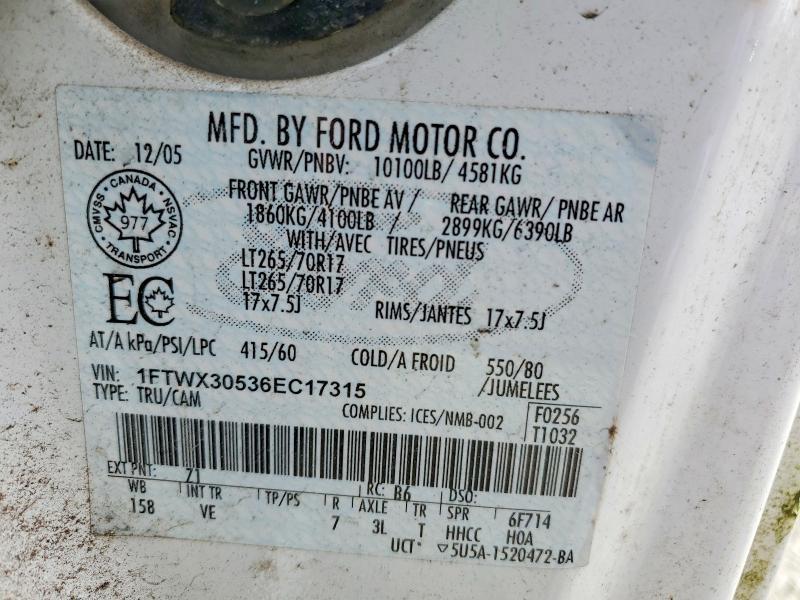 MFD. BY FORD MOTOR CO.
DATE: 12/05 GVWR/PNBV: 10100LB/ 4581KG
FRONT GAWR/PNBE AV / REAR GAWR/ PNBE AR
1860KG/4100LB / 2899KG/6390LB
WITH/AVEC TIRES/PNEUS
LT265/70R17
LT265/70R17
17x7.5J RIMS/JANTES 17x7.5J
CANADA
CMVSS 977 NSVAC
TRANSPORT
EC
AT/A kPa/PSI/LPC 415/60 COLD/A FROID 550/80
/JUMELEES
VIN: 1FTWX30536EC17315
TYPE: TRU/CAM
COMPLIES: ICES/NMB-002 F0256
T1032
EXT PNT: Z1 RC: B6 DSO:
WB INT TR TP/PS R AXLE TR SPR 6F714
158 VE 7 3L T HHCC H0A
UCT* ▽5U5A-1520472-BA